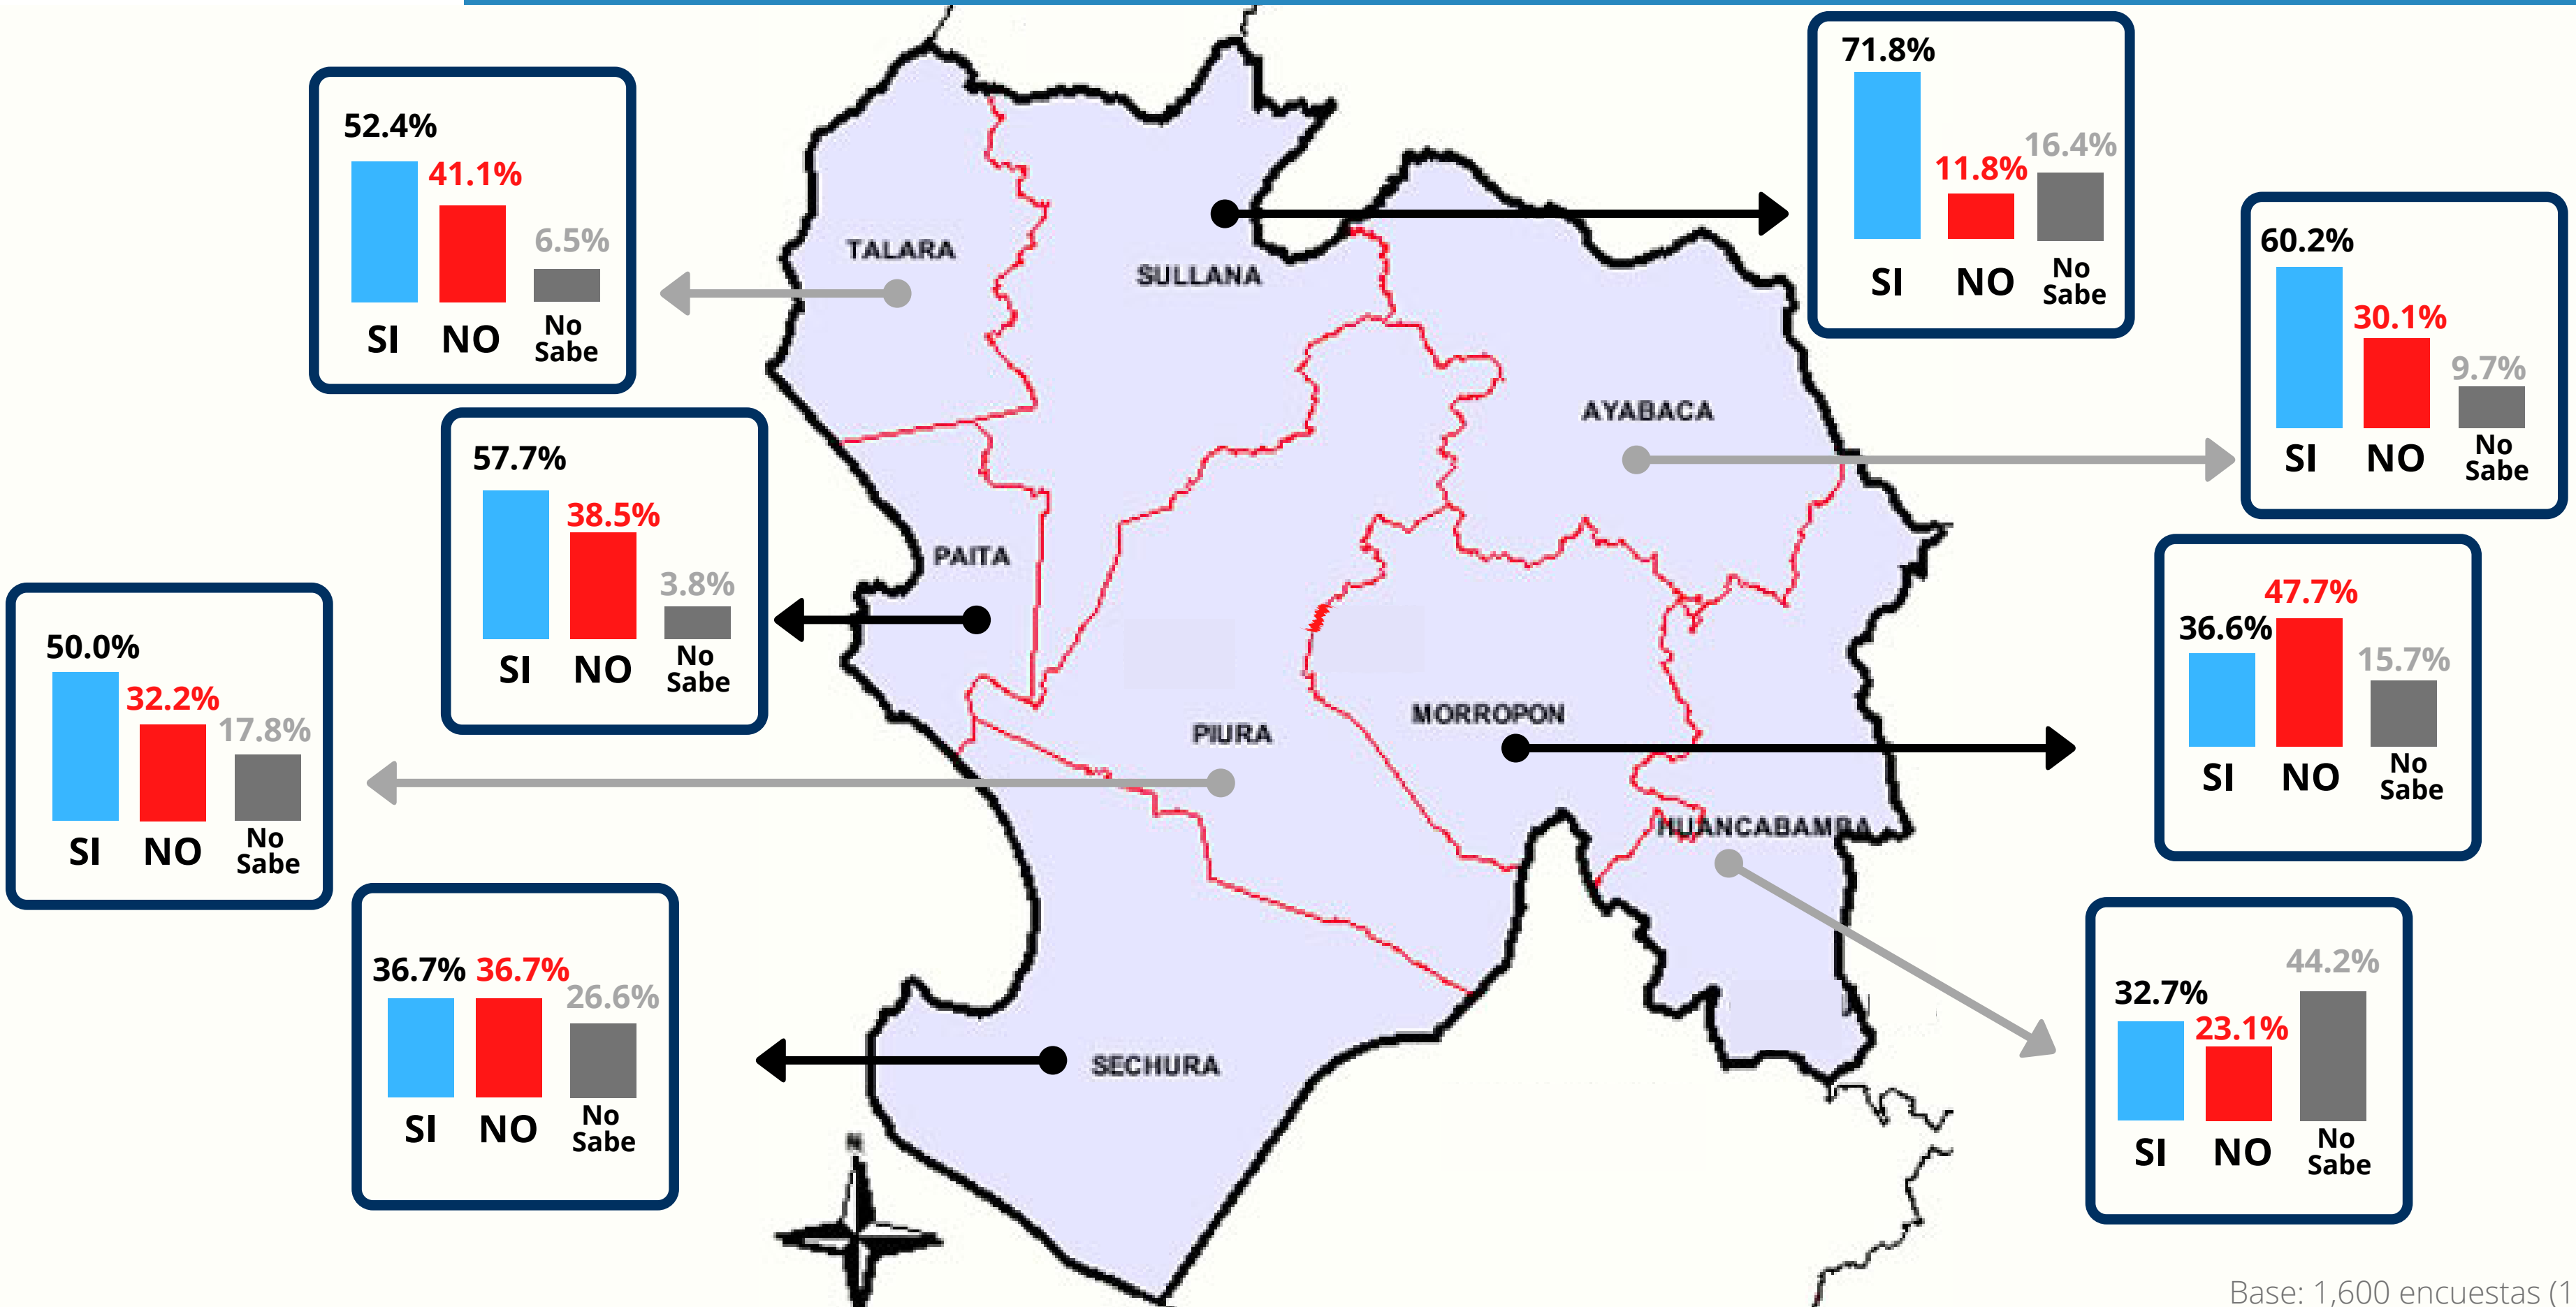 52.4%
41.1%
6.5%
SI
NO
No
Sabe
TALARA
SULLANA
71.8%
11.8%
16.4%
SI
NO
No
Sabe
60.2%
30.1%
9.7%
SI
NO
No
Sabe
AYABACA
57.7%
38.5%
3.8%
SI
NO
No
Sabe
PAITA
50.0%
32.2%
17.8%
SI
NO
No
Sabe
PIURA
MORROPON
36.6%
47.7%
15.7%
SI
NO
No
Sabe
HUANCABAMBA
36.7%
36.7%
26.6%
SI
NO
No
Sabe
SECHURA
32.7%
23.1%
44.2%
SI
NO
No
Sabe
N
Base: 1,600 encuestas (1